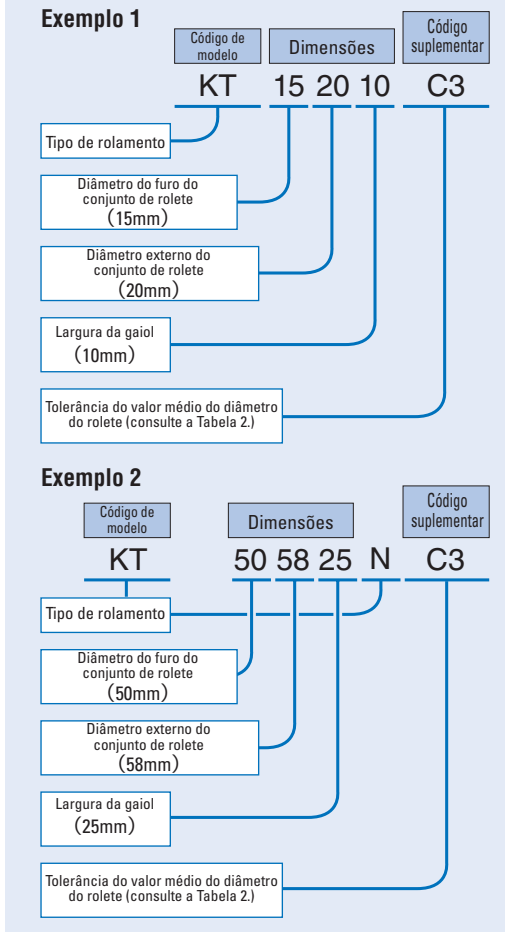 Exemplo 1
Código de
modelo
Dimensões
Código
suplementar
KT 15 20 10 C3
Tipo de rolamento
Diâmetro do furo do
conjunto de rolete
(15mm)
Diâmetro externo do
conjunto de rolete
(20mm)
Largura da gaiol
(10mm)
Tolerância do valor médio do diâmetro
do rolete (consulte a Tabela 2.)
Exemplo 2
Código de
modelo
Dimensões
Código
suplementar
KT 50 58 25 N C3
Tipo de rolamento
Diâmetro do furo do
conjunto de rolete
(50mm)
Diâmetro externo do
conjunto de rolete
(58mm)
Largura da gaiol
(25mm)
Tolerância do valor médio do diâmetro
do rolete (consulte a Tabela 2.)